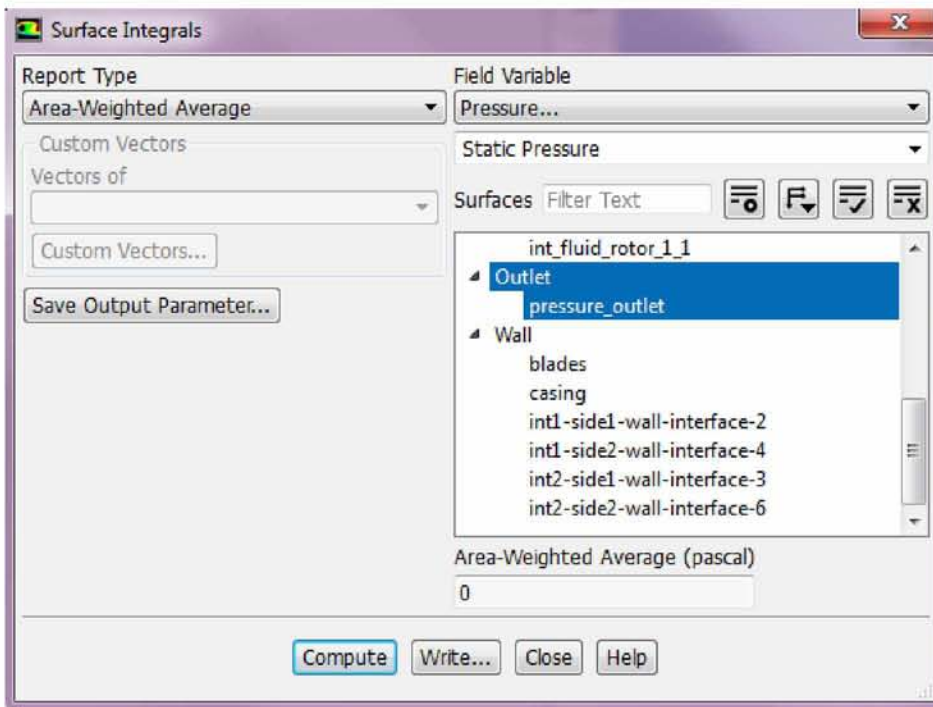 Surface Integrals
x
Report Type
Area-Weighted Average
Custom Vectors
Vectors of
Custom Vectors...
Save Output Parameter...
Field Variable
Pressure...
Static Pressure
Surfaces Filter Text
int_fluid_rotor_1_1
Outlet
pressure_outlet
Wall
blades
casing
int1-side1-wall-interface-2
int1-side2-wall-interface-4
int2-side1-wall-interface-3
int2-side2-wall-interface-6
Area-Weighted Average (pascal)
0
Compute Write... Close Help